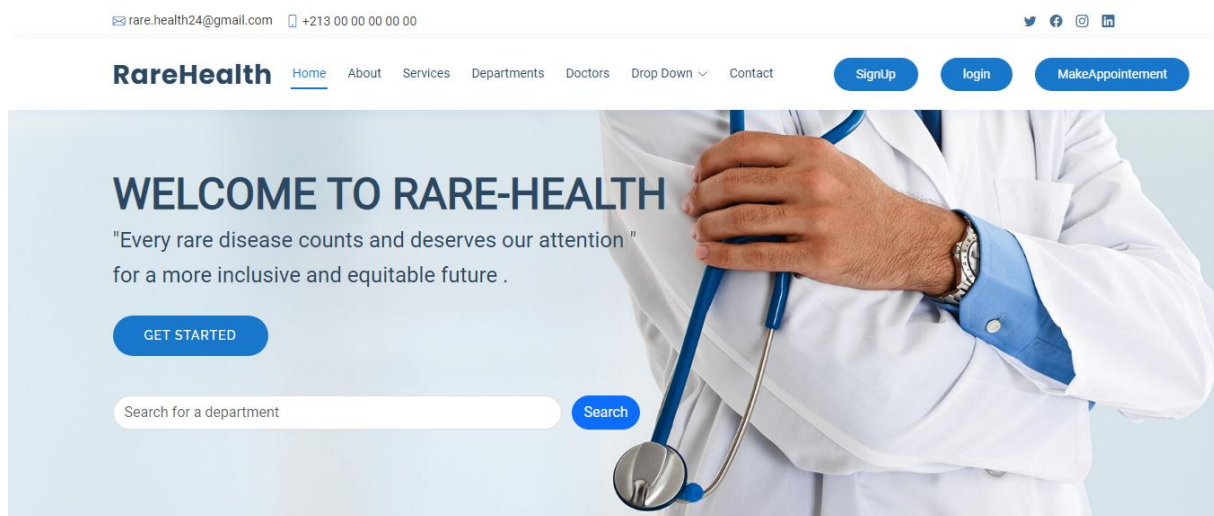 rare.health24@gmail.com +213 00 00 00 00 00
RareHealth Home About Services Departments Doctors Drop Down Contact SignUp login MakeAppointement
WELCOME TO RARE-HEALTH
"Every rare disease counts and deserves our attention "
for a more inclusive and equitable future .
GET STARTED
Search for a department Search